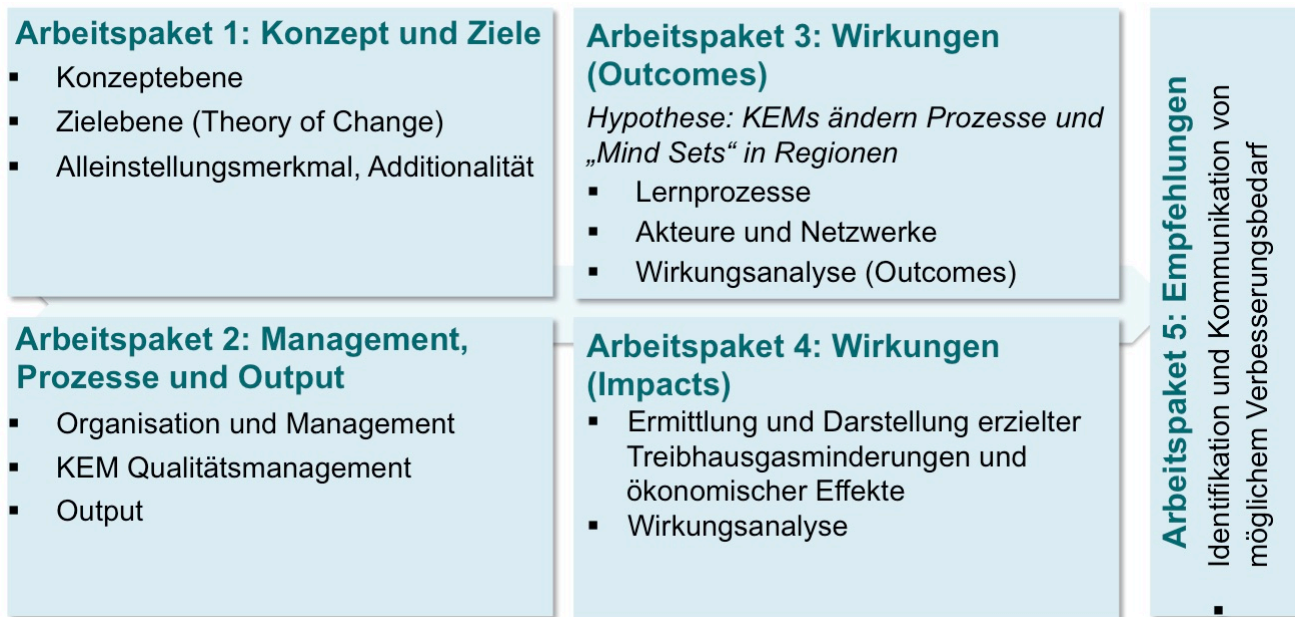 Arbeitspaket 1: Konzept und Ziele
▪ Konzeptebene
▪ Zielebene (Theory of Change)
▪ Alleinstellungsmerkmal, Additionalität
Arbeitspaket 2: Management,
Prozesse und Output
▪ Organisation und Management
▪ KEM Qualitätsmanagement
▪ Output
Arbeitspaket 3: Wirkungen
(Outcomes)
Hypothese: KEMs ändern Prozesse und
„Mind Sets“ in Regionen
▪ Lernprozesse
▪ Akteure und Netzwerke
▪ Wirkungsanalyse (Outcomes)
Arbeitspaket 4: Wirkungen
(Impacts)
▪ Ermittlung und Darstellung erzielter
Treibhausgasminderungen und
ökonomischer Effekte
▪ Wirkungsanalyse
Arbeitspaket 5: Empfehlungen
▪ Identifikation und Kommunikation von
möglichem Verbesserungsbedarf